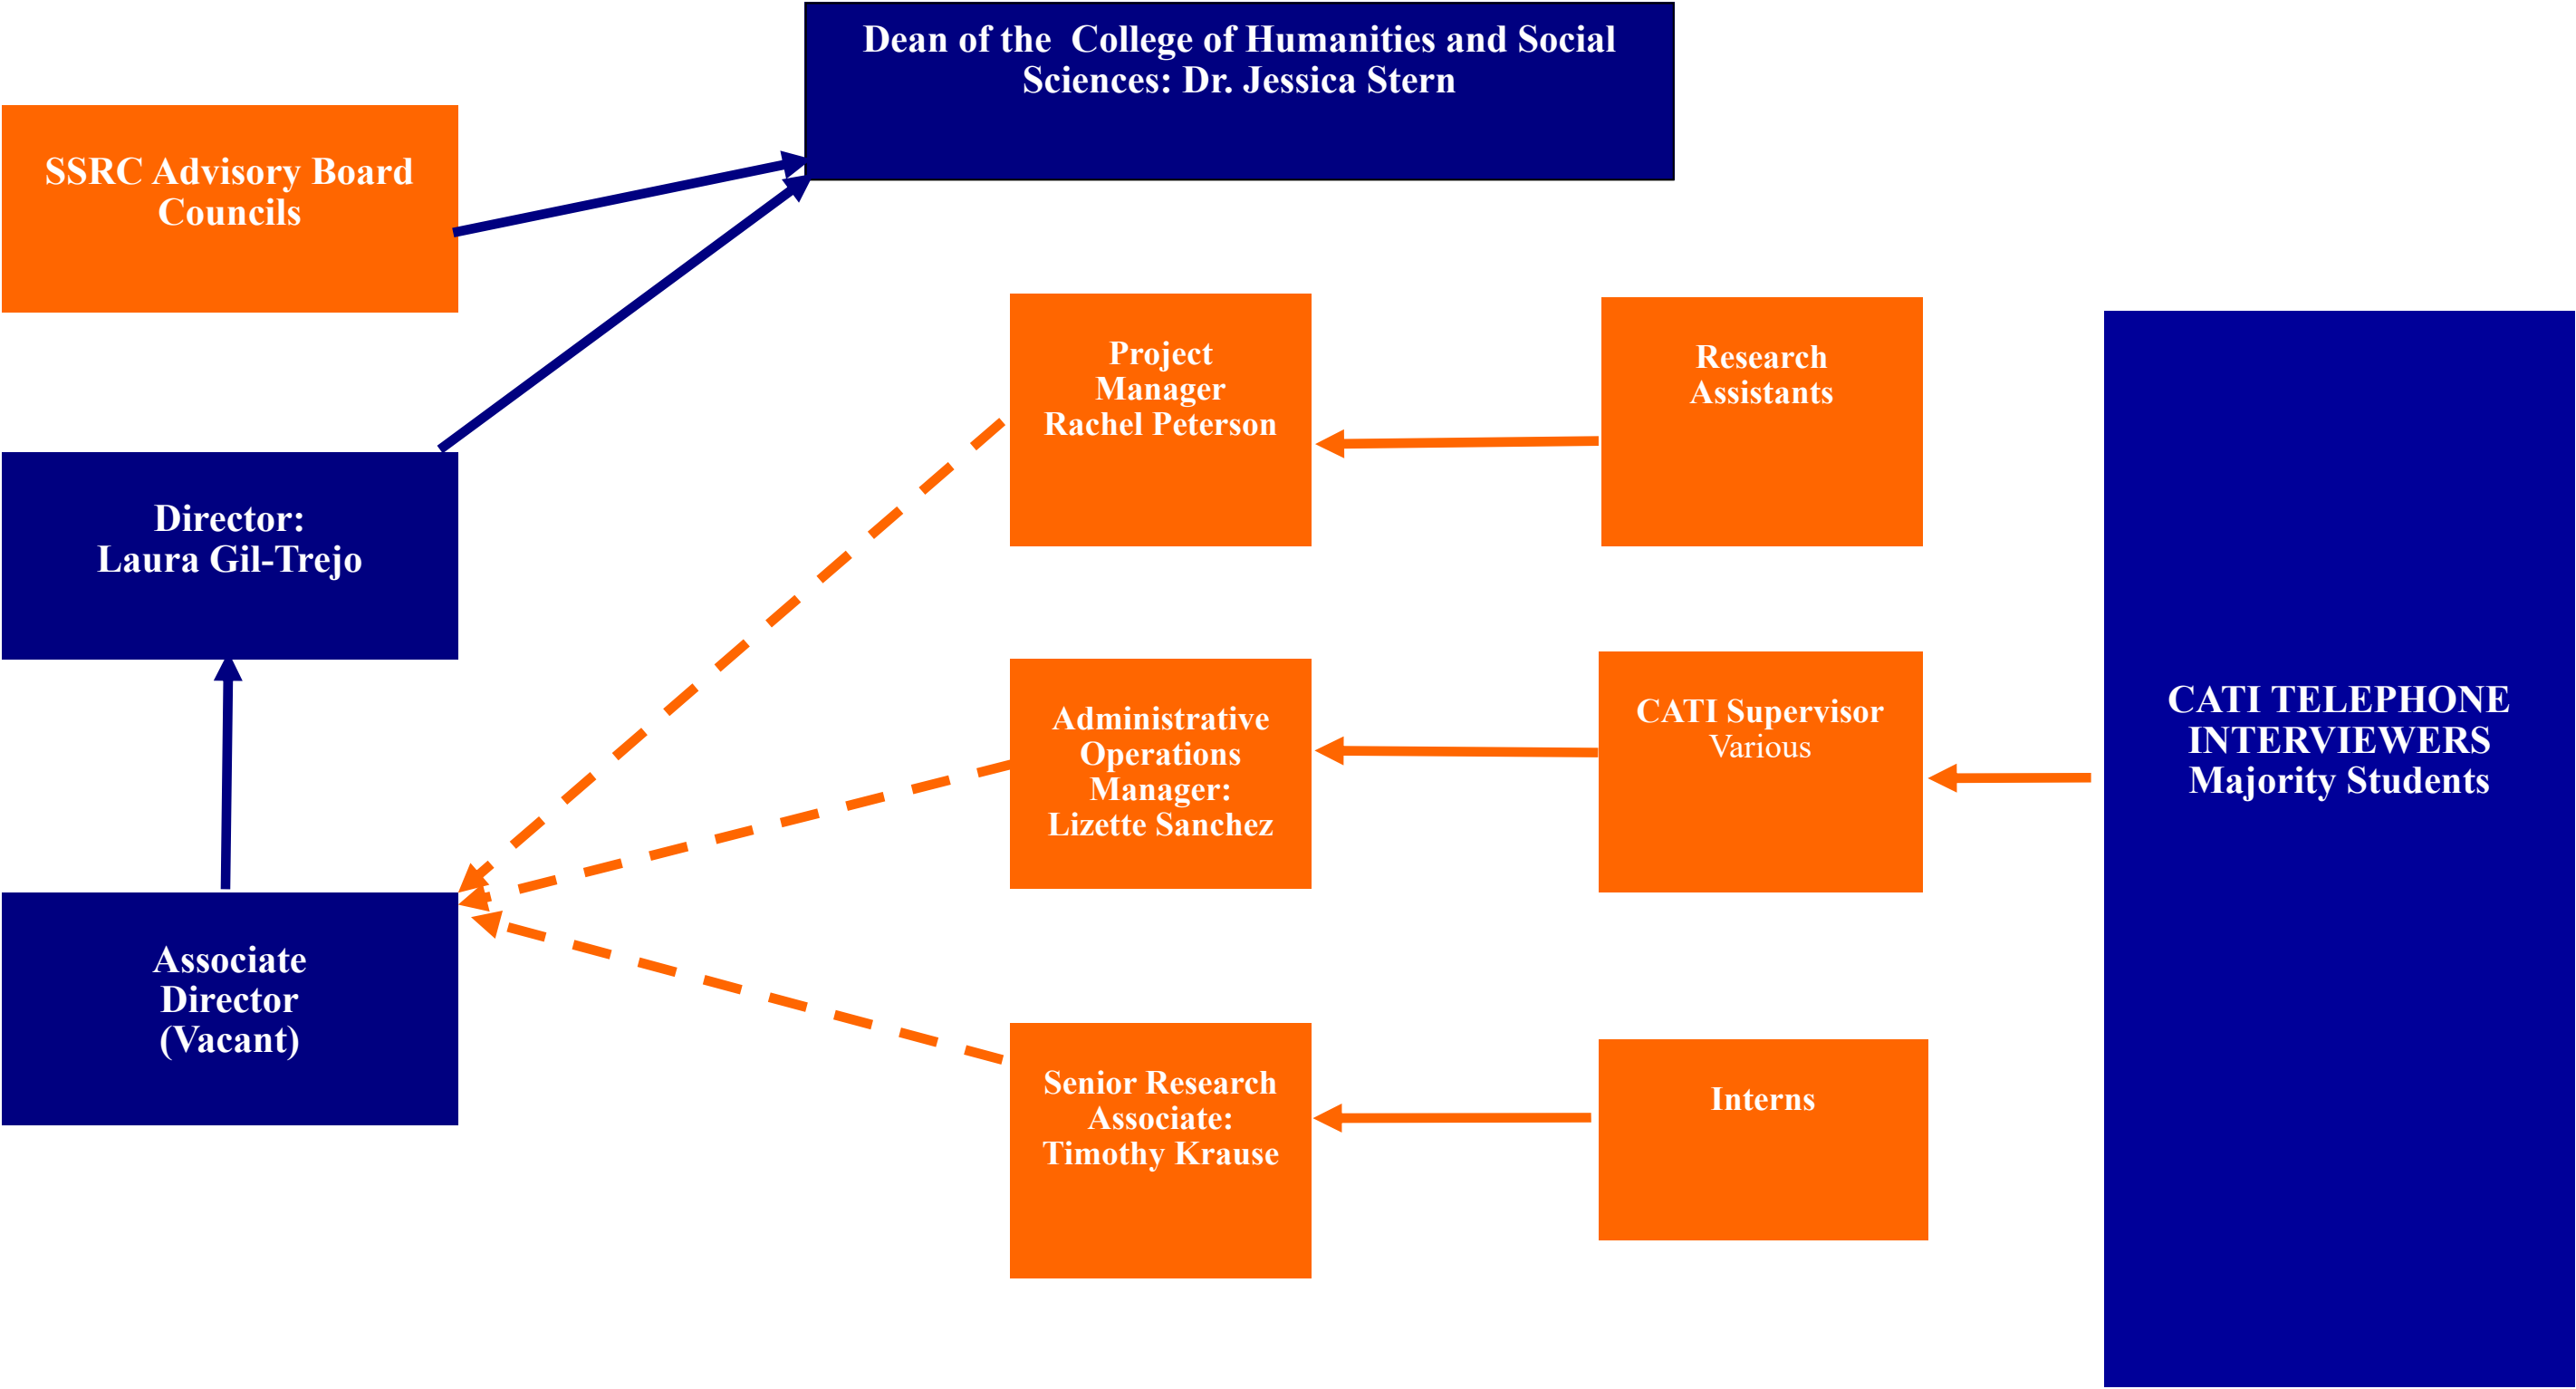 Dean of the College of Humanities and Social
Sciences: Dr. Jessica Stern
SSRC Advisory Board
Councils
Project
Manager
Rachel Peterson
Research
Assistants
Director:
Laura Gil-Trejo
Administrative
Operations
Manager:
Lizette Sanchez
CATI Supervisor
Various
CATI TELEPHONE
INTERVIEWERS
Majority Students
Associate
Director
(Vacant)
Senior Research
Associate:
Timothy Krause
Interns